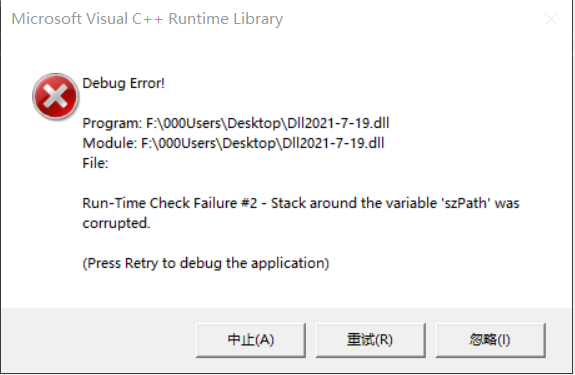 Microsoft Visual C++ Runtime Library
Debug Error!
Program: F:\000Users\Desktop\Dll2021-7-19.dll
Module: F:\000Users\Desktop\Dll2021-7-19.dll
File:
Run-Time Check Failure #2 - Stack around the variable 'szPath' was
corrupted.
(Press Retry to debug the application)
中止(A)
重试(R)
忽略(I)